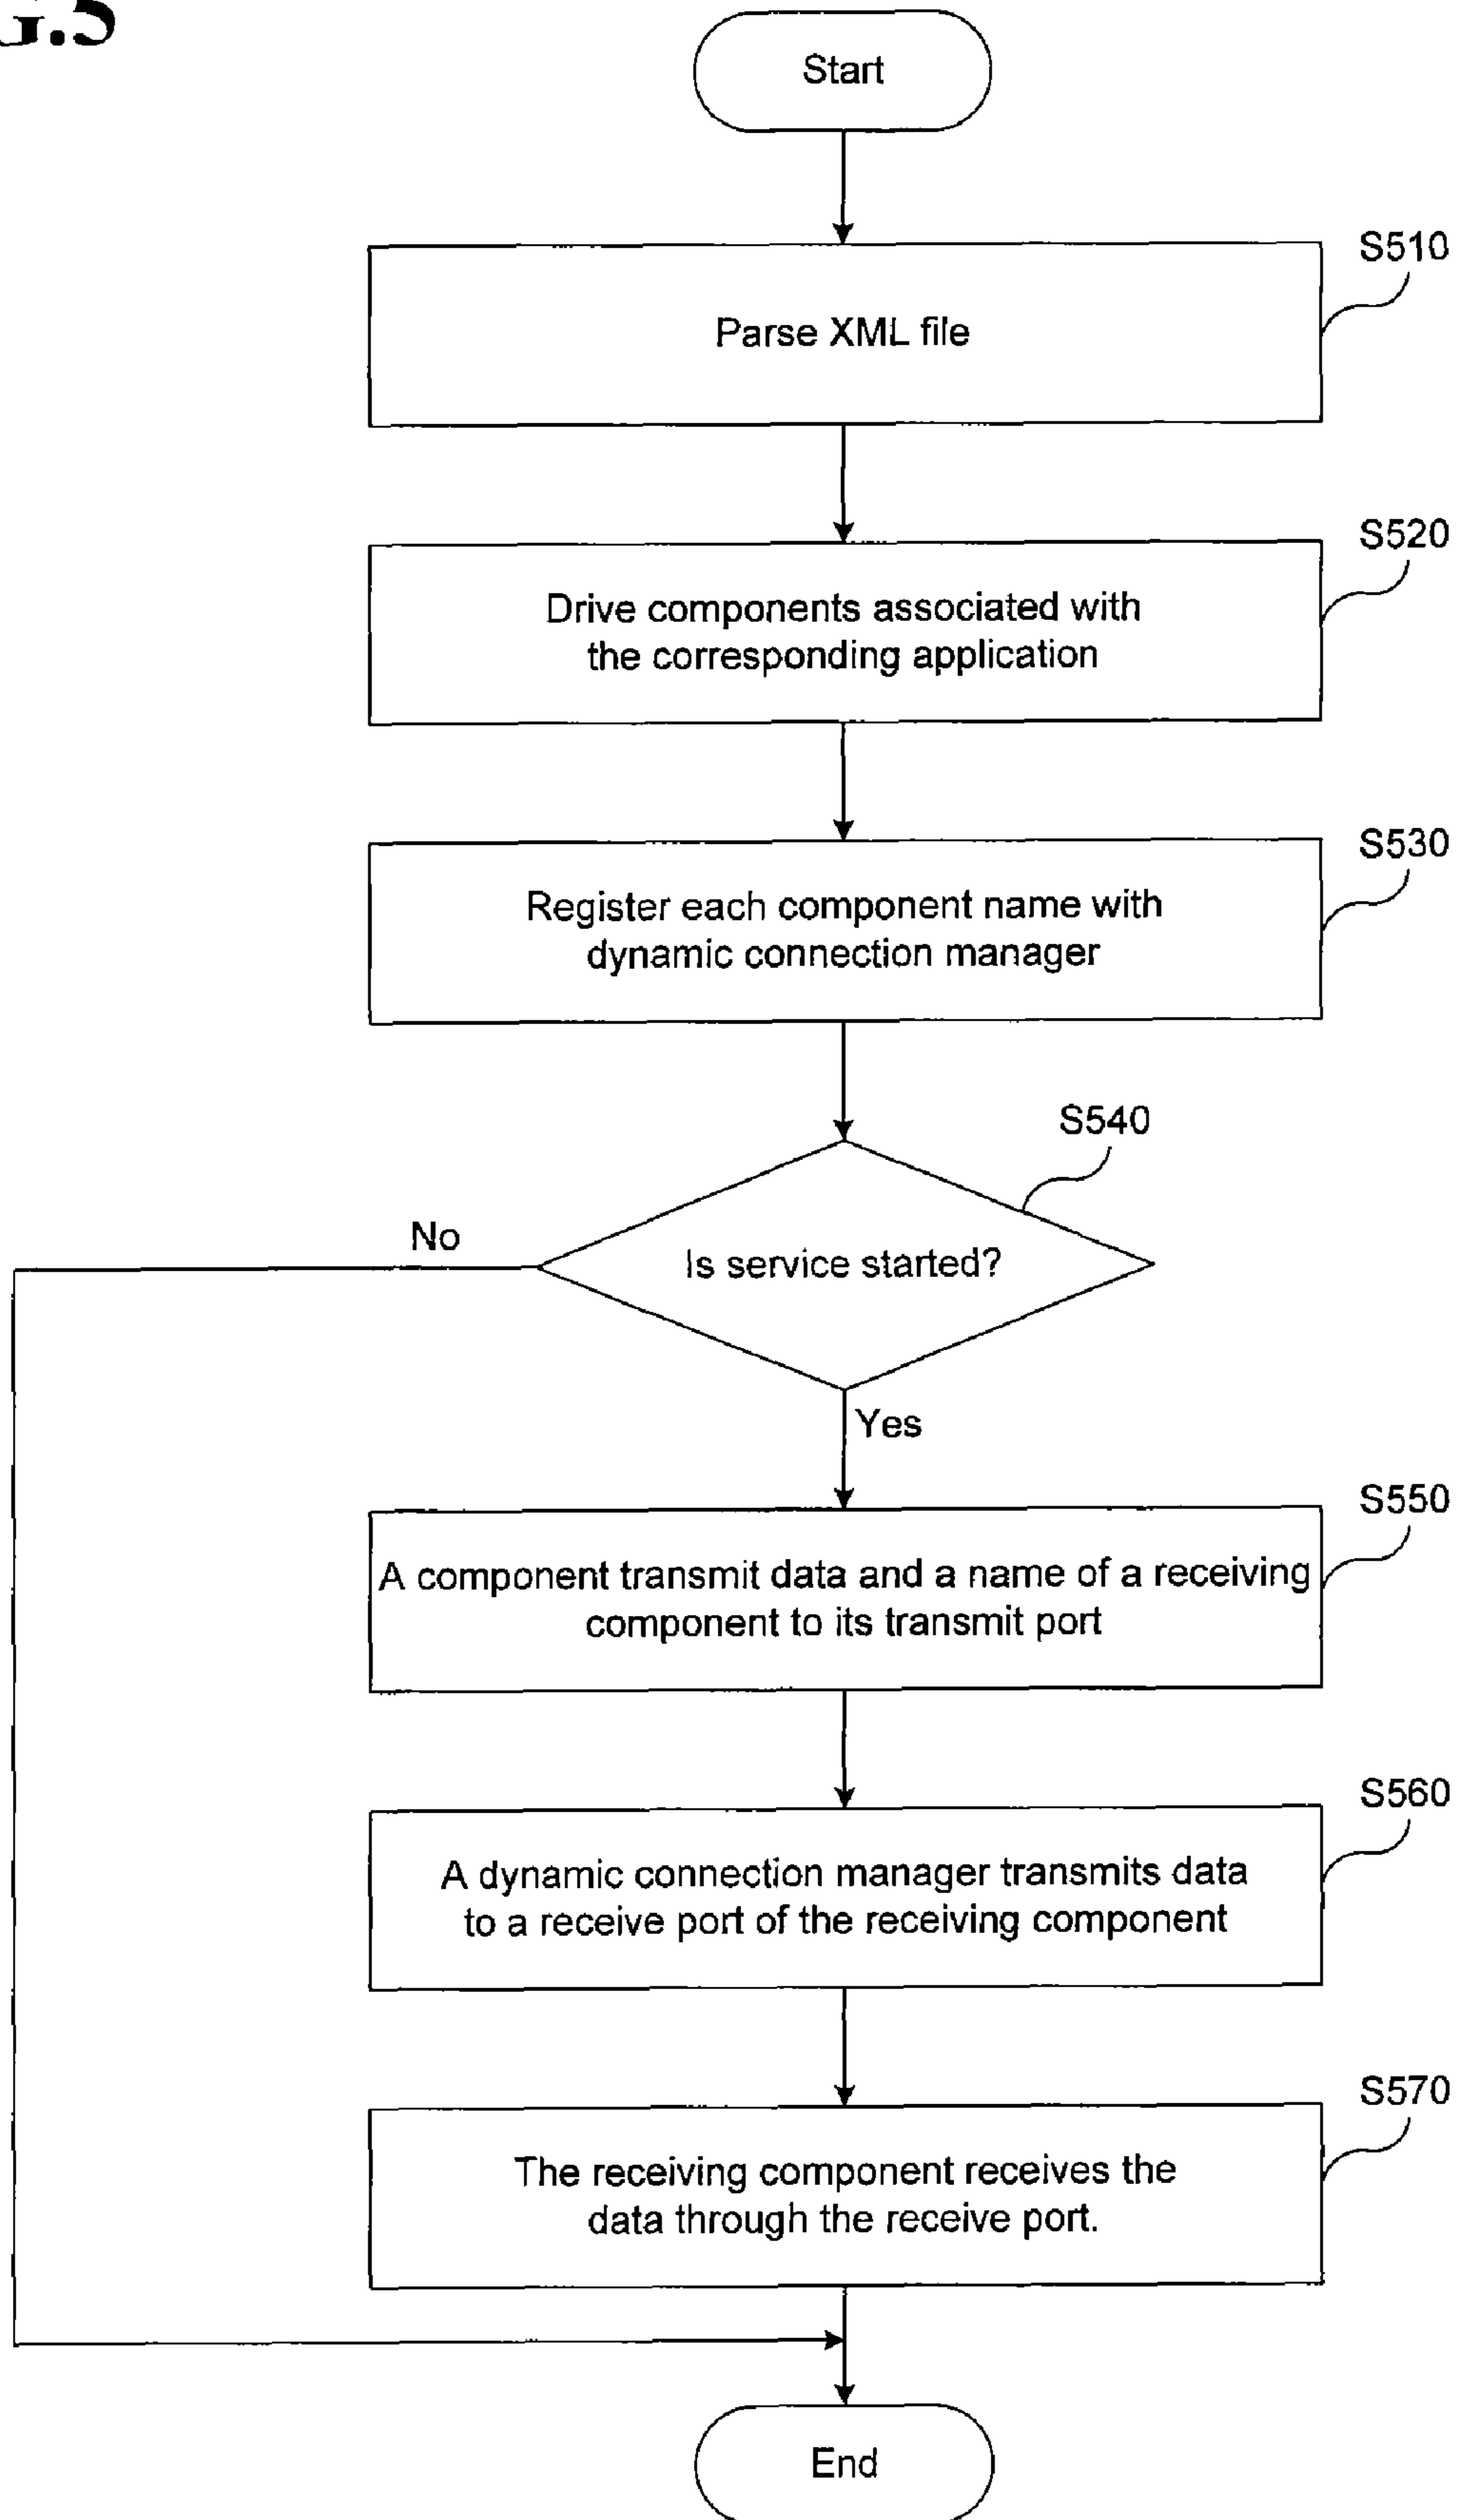 G.5
Start
S510
Parse XML file
S520
Drive components associated with
the corresponding application
S530
Register each component name with
dynamic connection manager
S540
No
Is service started?
Yes
S550
A component transmit data and a name of a receiving
component to its transmit port
S560
A dynamic connection manager transmits data
to a receive port of the receiving component
S570
The receiving component receives the
data through the receive port.
End